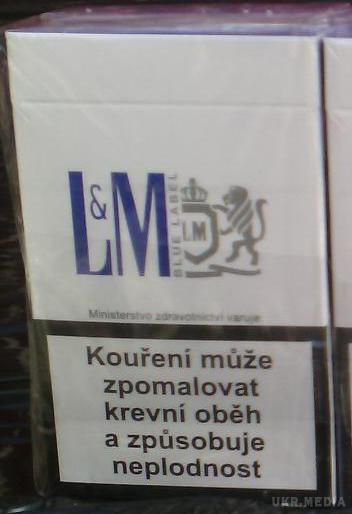 L&M
BLUE LABEL
LM
Ministerstvo zdravotnictví varuje
Kouření může
zpomalovat
krevní oběh
a způsobuje
neplodnost
UKR.MEDIA